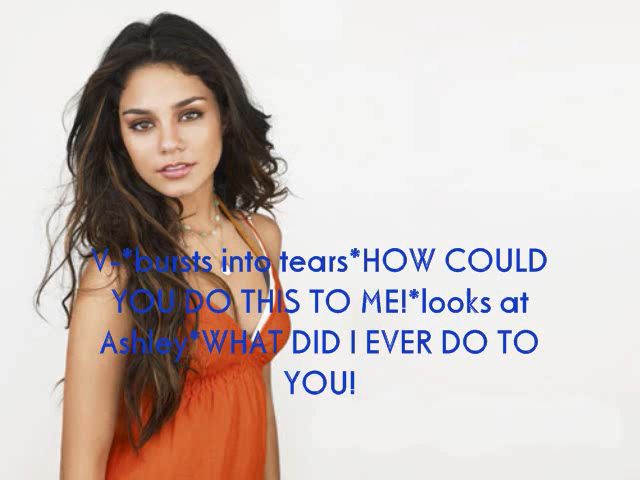 V-*bursts into tears*HOW COULD
YOU DO THIS TO ME!*looks at
Ashley*WHAT DID I EVER DO TO
YOU!